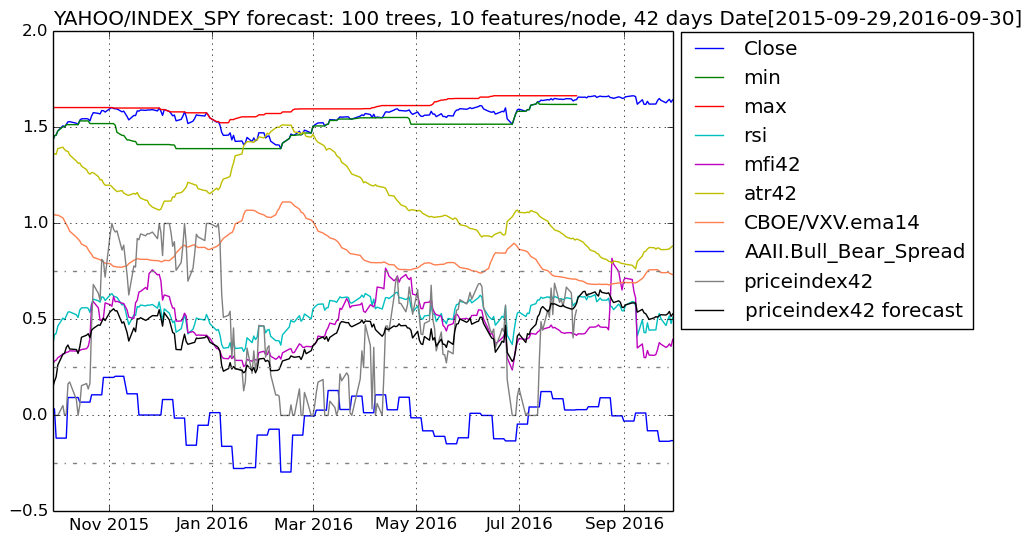 YAHOO/INDEX_SPY forecast: 100 trees, 10 features/node, 42 days Date[2015-09-29,2016-09-30]
2.0
1.5
1.0
0.5
0.0
−0.5
Nov 2015
Jan 2016
Mar 2016
May 2016
Jul 2016
Sep 2016
Close
min
max
rsi
mfi42
atr42
CBOE/VXV.ema14
AAII.Bull_Bear_Spread
priceindex42
priceindex42 forecast